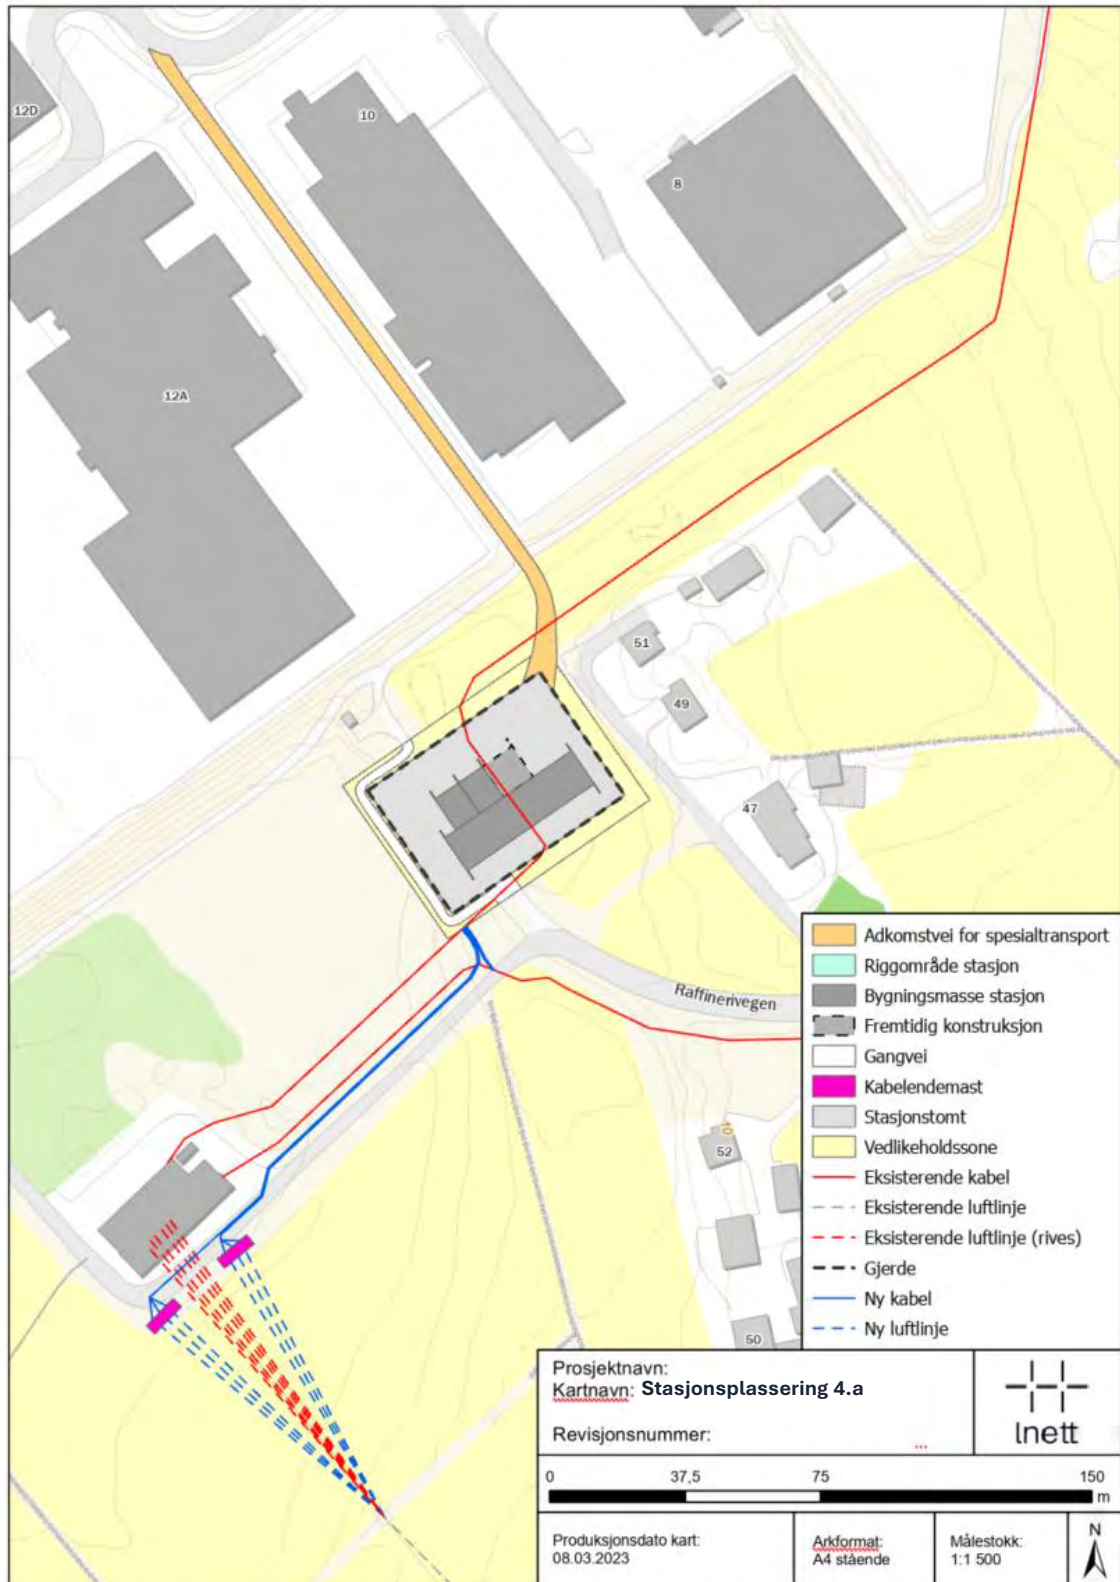 12D
10
8
12A
51
49
47
Raffinerivegen
10
52
50
Adkomstvei for spesialtransport
Riggområde stasjon
Bygningsmasse stasjon
Fremtidig konstruksjon
Gangvei
Kabelendemast
Stasjonstomt
Vedlikeholdssone
Eksisterende kabel
Eksisterende luftlinje
Eksisterende luftlinje (rives)
Gjerde
Ny kabel
Ny luftlinje
Prosjektnavn:
Kartnavn: Stasjonsplassering 4.a
Revisjonsnummer:
...
lnett
0 37,5 75 150
m
Produksjonsdato kart:
08.03.2023
Arkformat:
A4 stående
Målestokk:
1:1 500
N